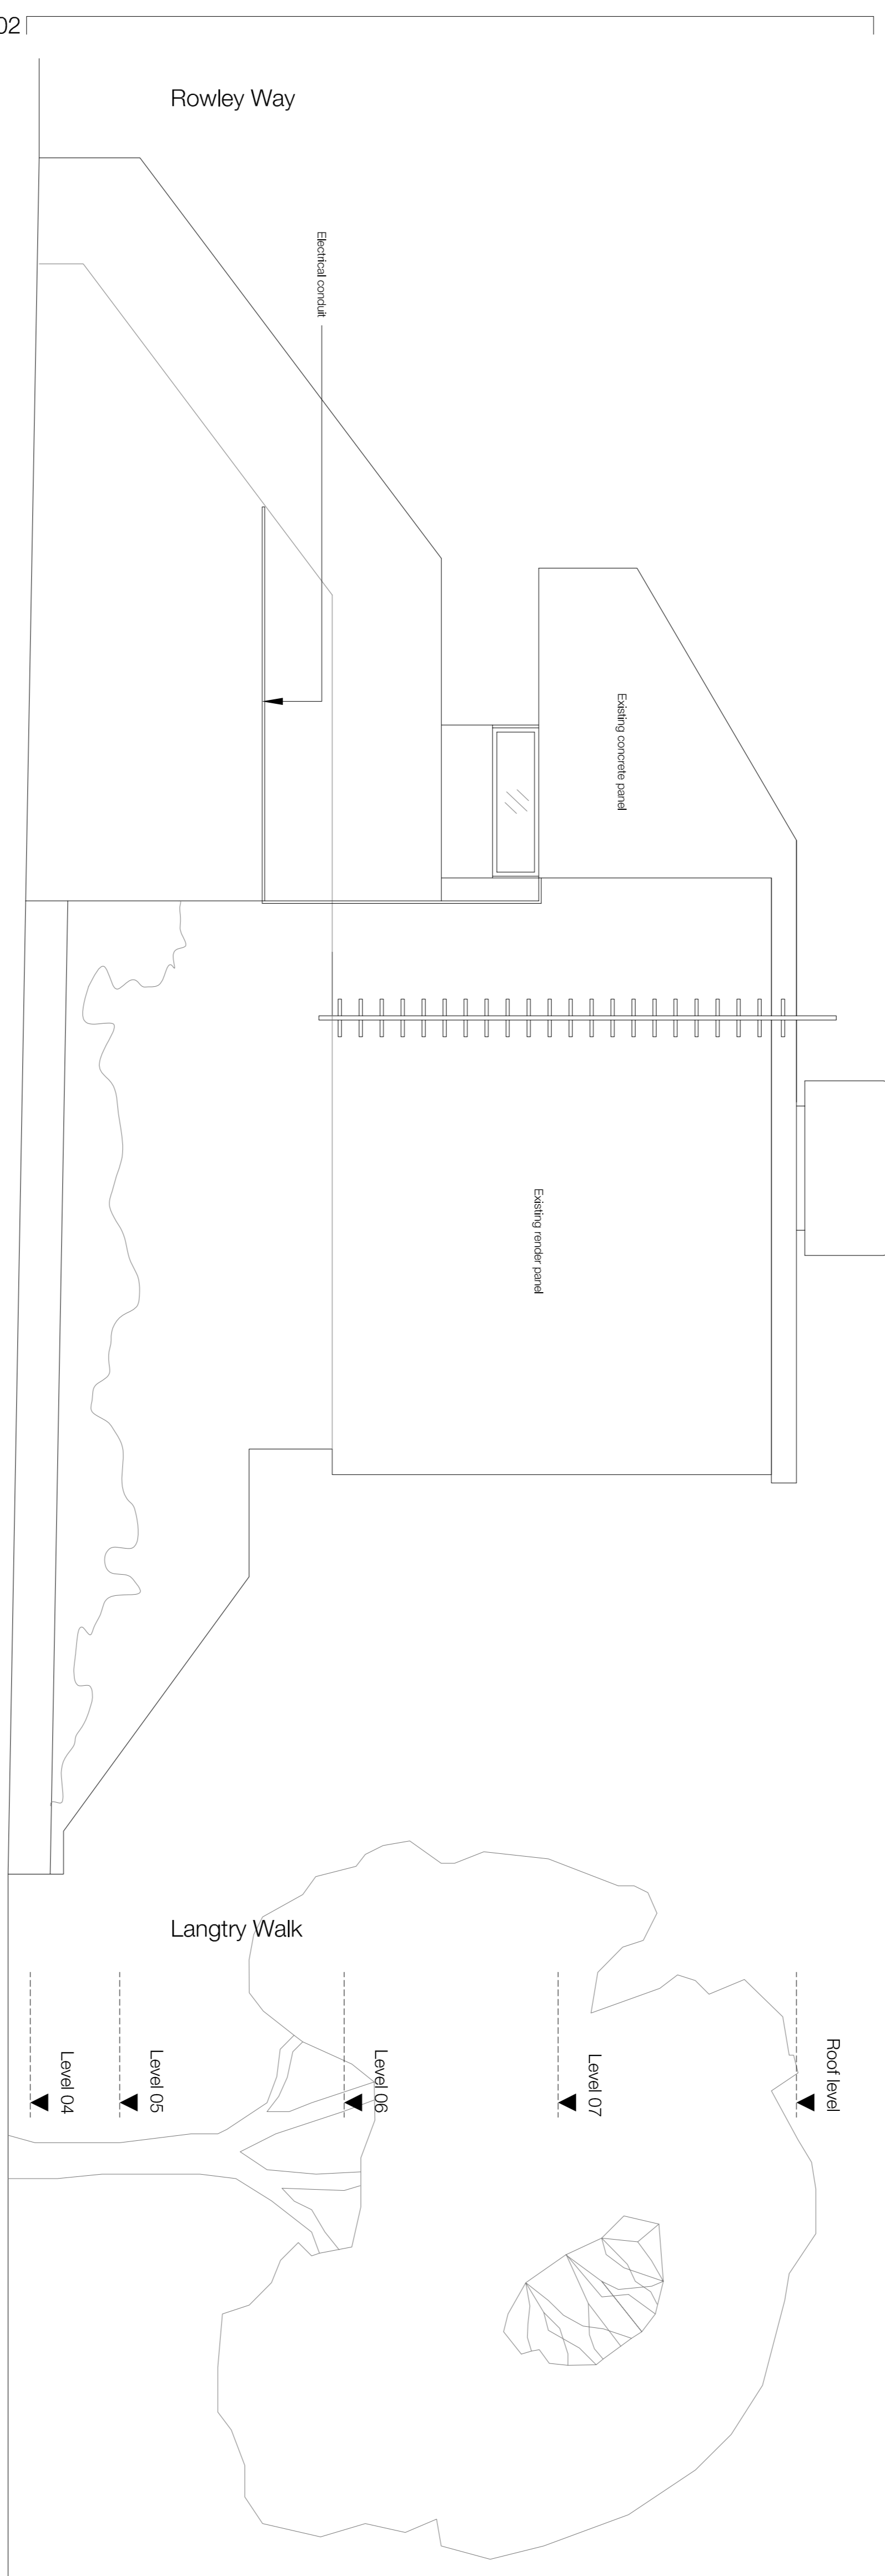 02
Rowley Way
Electrical conduit
Existing concrete panel
Existing render panel
Langtry Walk
Roof level
Level 07
Level 06
Level 05
Level 04